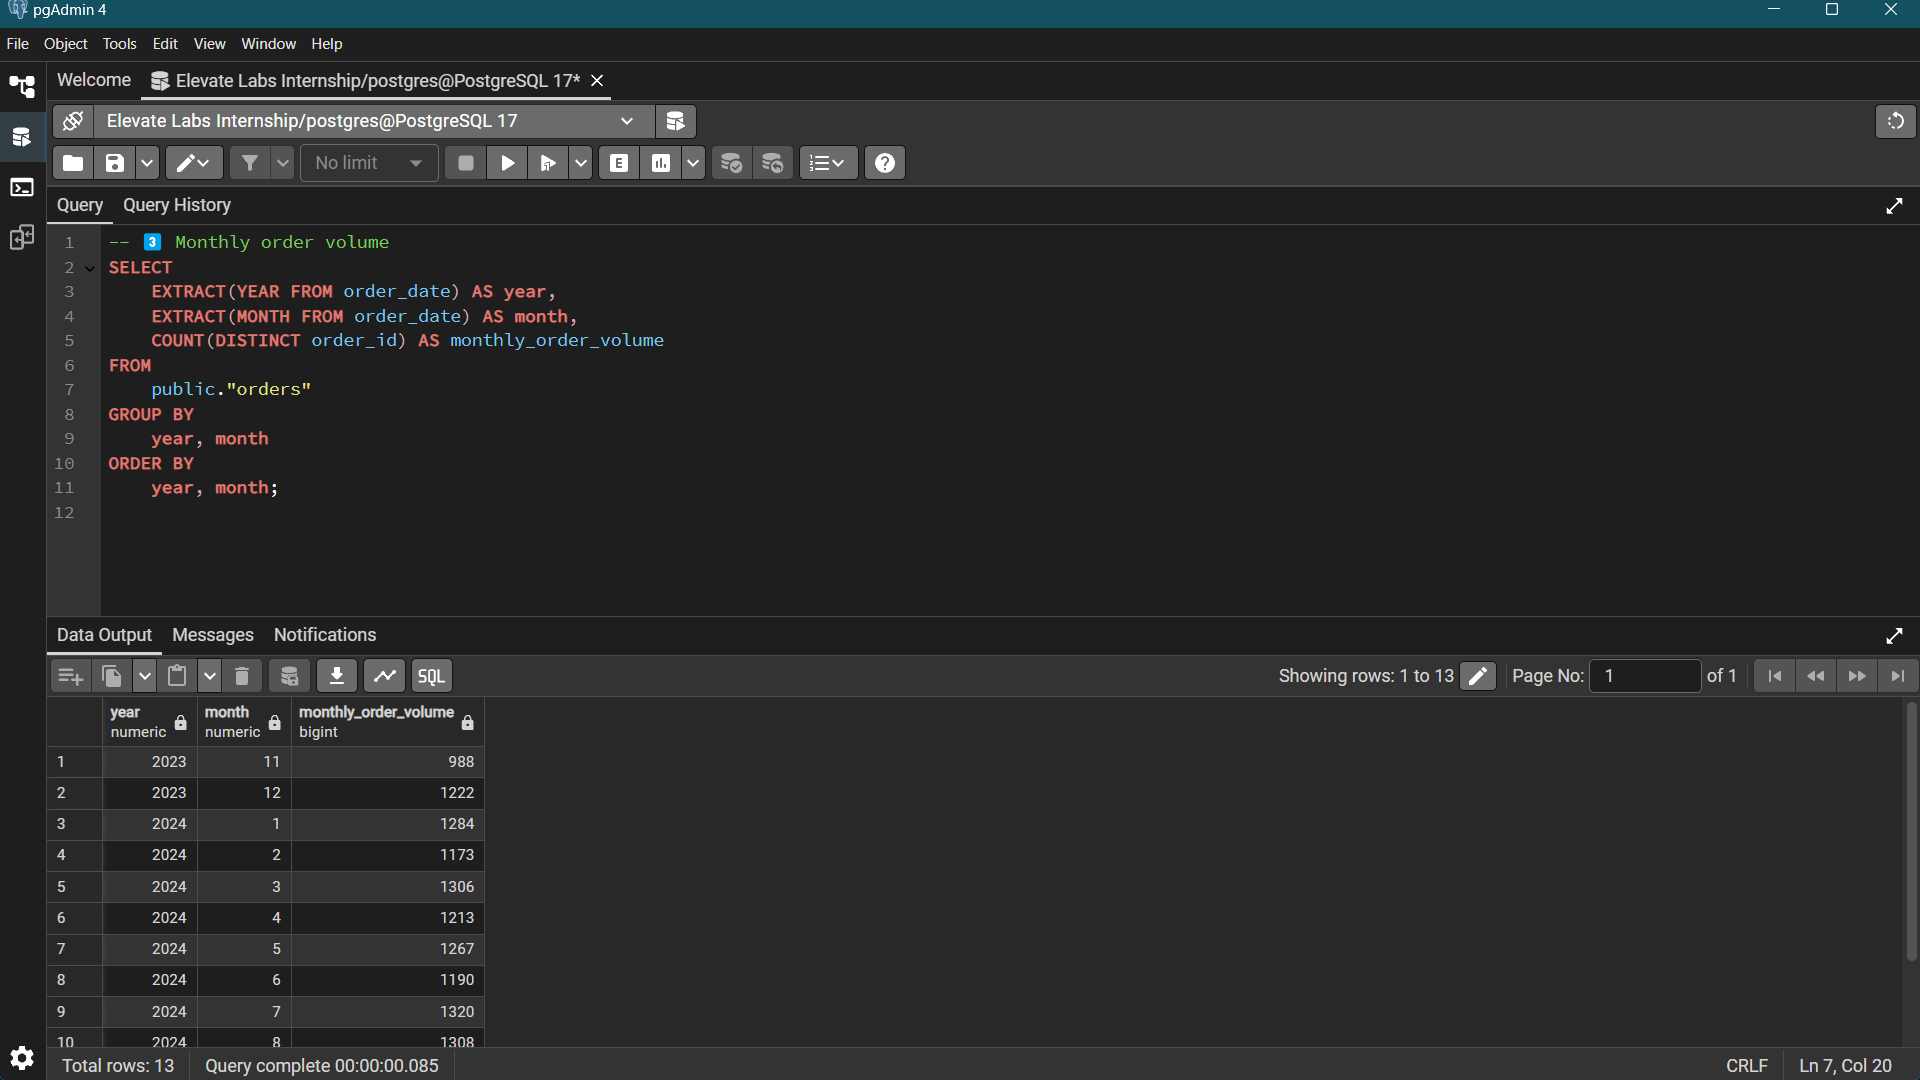 pgAdmin 4
File Object Tools Edit View Window Help
Welcome Elevate Labs Internship/postgres@PostgreSQL 17*
Elevate Labs Internship/postgres@PostgreSQL 17
No limit E
Query Query History
1 -- 3️⃣ Monthly order volume
2 SELECT
3 EXTRACT(YEAR FROM order_date) AS year,
4 EXTRACT(MONTH FROM order_date) AS month,
5 COUNT(DISTINCT order_id) AS monthly_order_volume
6 FROM
7 public."orders"
8 GROUP BY
9 year, month
10 ORDER BY
11 year, month;
12
Data Output Messages Notifications
SQL Showing rows: 1 to 13 Page No: 1 of 1
year month monthly_order_volume
numeric numeric bigint
1 2023 11 988
2 2023 12 1222
3 2024 1 1284
4 2024 2 1173
5 2024 3 1306
6 2024 4 1213
7 2024 5 1267
8 2024 6 1190
9 2024 7 1320
10 2024 8 1308
Total rows: 13 Query complete 00:00:00.085 CRLF Ln 7, Col 20